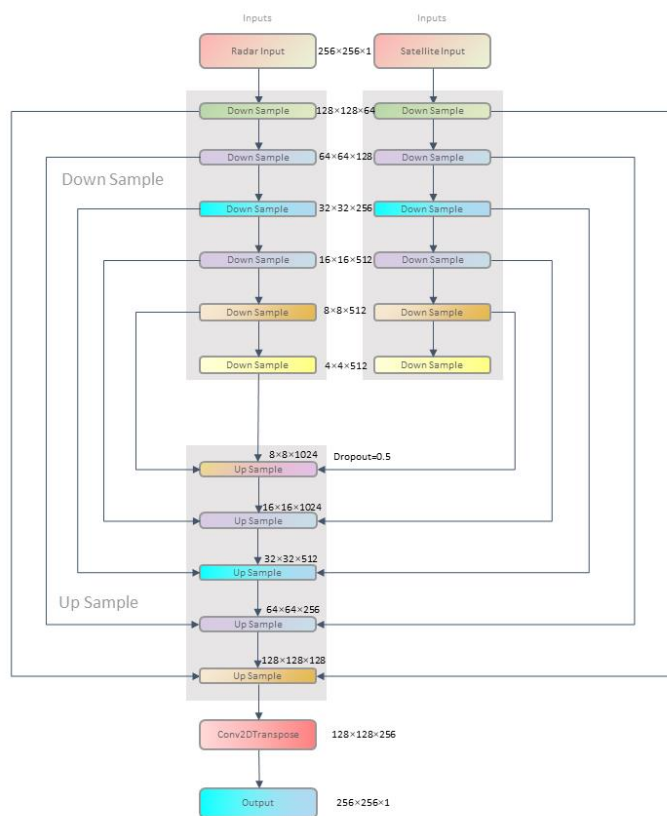 Inputs
Inputs
Radar Input
256×256×1
Satellite Input
Down Sample
128×128×64
Down Sample
Down Sample
64×64×128
Down Sample
Down Sample
Down Sample
32×32×256
Down Sample
Down Sample
16×16×512
Down Sample
Down Sample
8×8×512
Down Sample
Down Sample
4×4×512
Down Sample
8×8×1024
Dropout=0.5
Up Sample
16×16×1024
Up Sample
32×32×512
Up Sample
Up Sample
64×64×256
Up Sample
128×128×128
Up Sample
Conv2DTranspose
128×128×256
Output
256×256×1